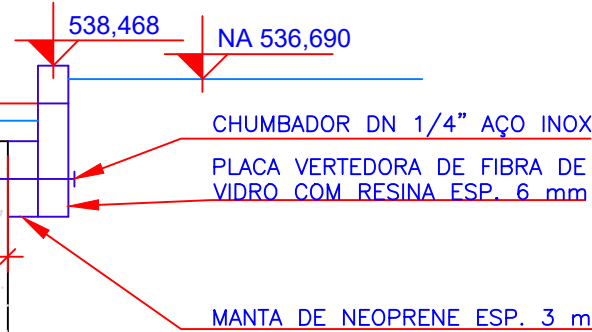 538,468
NA 536,690
CHUMBADOR DN 1/4” AÇO INOX
PLACA VERTEDORA DE FIBRA DE
VIDRO COM RESINA ESP. 6 mm
MANTA DE NEOPRENE ESP. 3 m